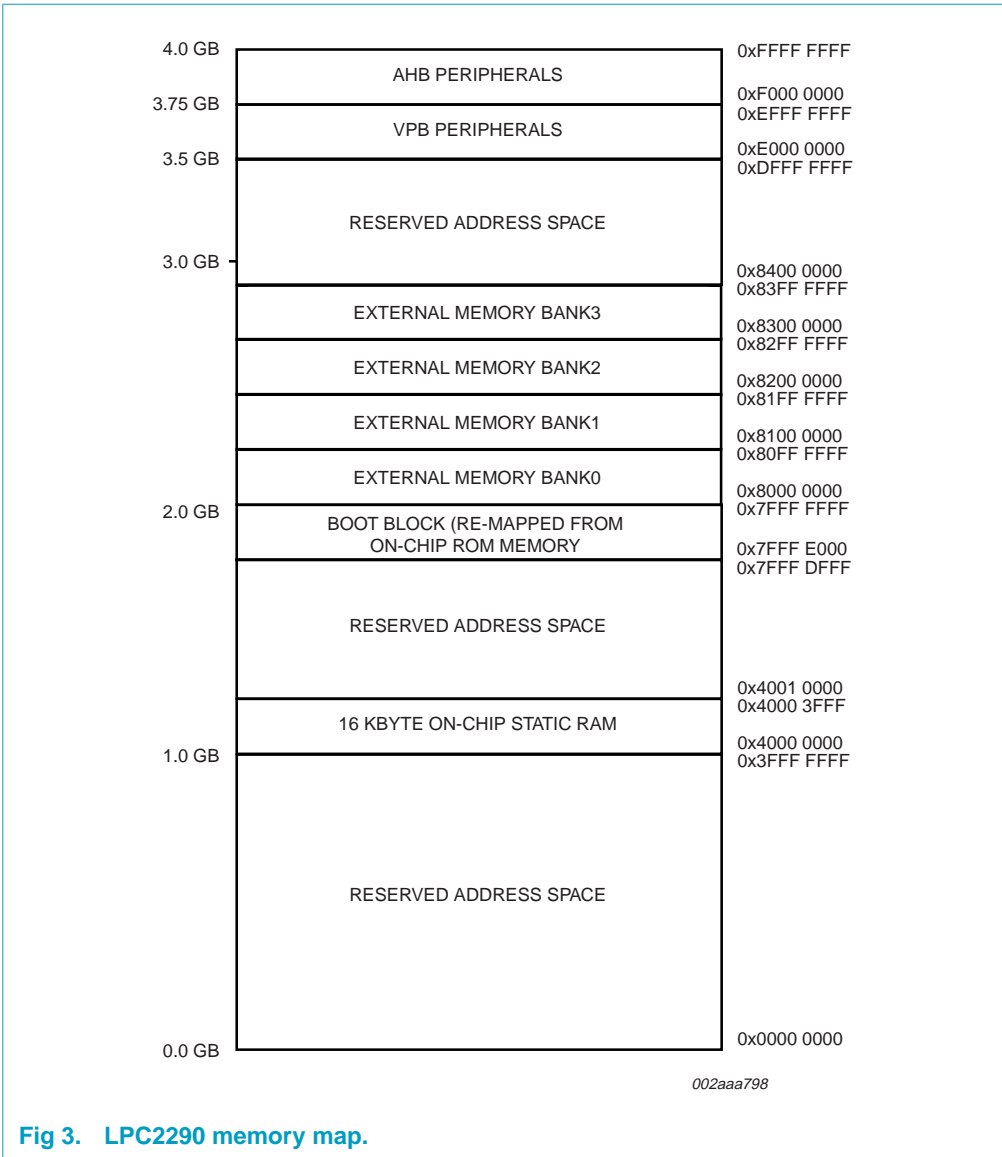 4.0 GB
0xFFFF FFFF
AHB PERIPHERALS
0xF000 0000
3.75 GB
0xEFFF FFFF
VPB PERIPHERALS
0xE000 0000
3.5 GB
0xDFFF FFFF
RESERVED ADDRESS SPACE
3.0 GB
0x8400 0000
0x83FF FFFF
EXTERNAL MEMORY BANK3
0x8300 0000
0x82FF FFFF
EXTERNAL MEMORY BANK2
0x8200 0000
0x81FF FFFF
EXTERNAL MEMORY BANK1
0x8100 0000
0x80FF FFFF
EXTERNAL MEMORY BANK0
0x8000 0000
2.0 GB
0x7FFF FFFF
BOOT BLOCK (RE-MAPPED FROM
ON-CHIP ROM MEMORY
0x7FFF E000
0x7FFF DFFF
RESERVED ADDRESS SPACE
0x4001 0000
0x4000 3FFF
16 KBYTE ON-CHIP STATIC RAM
0x4000 0000
1.0 GB
0x3FFF FFFF
RESERVED ADDRESS SPACE
0x0000 0000
0.0 GB
002aaa798
Fig 3. LPC2290 memory map.